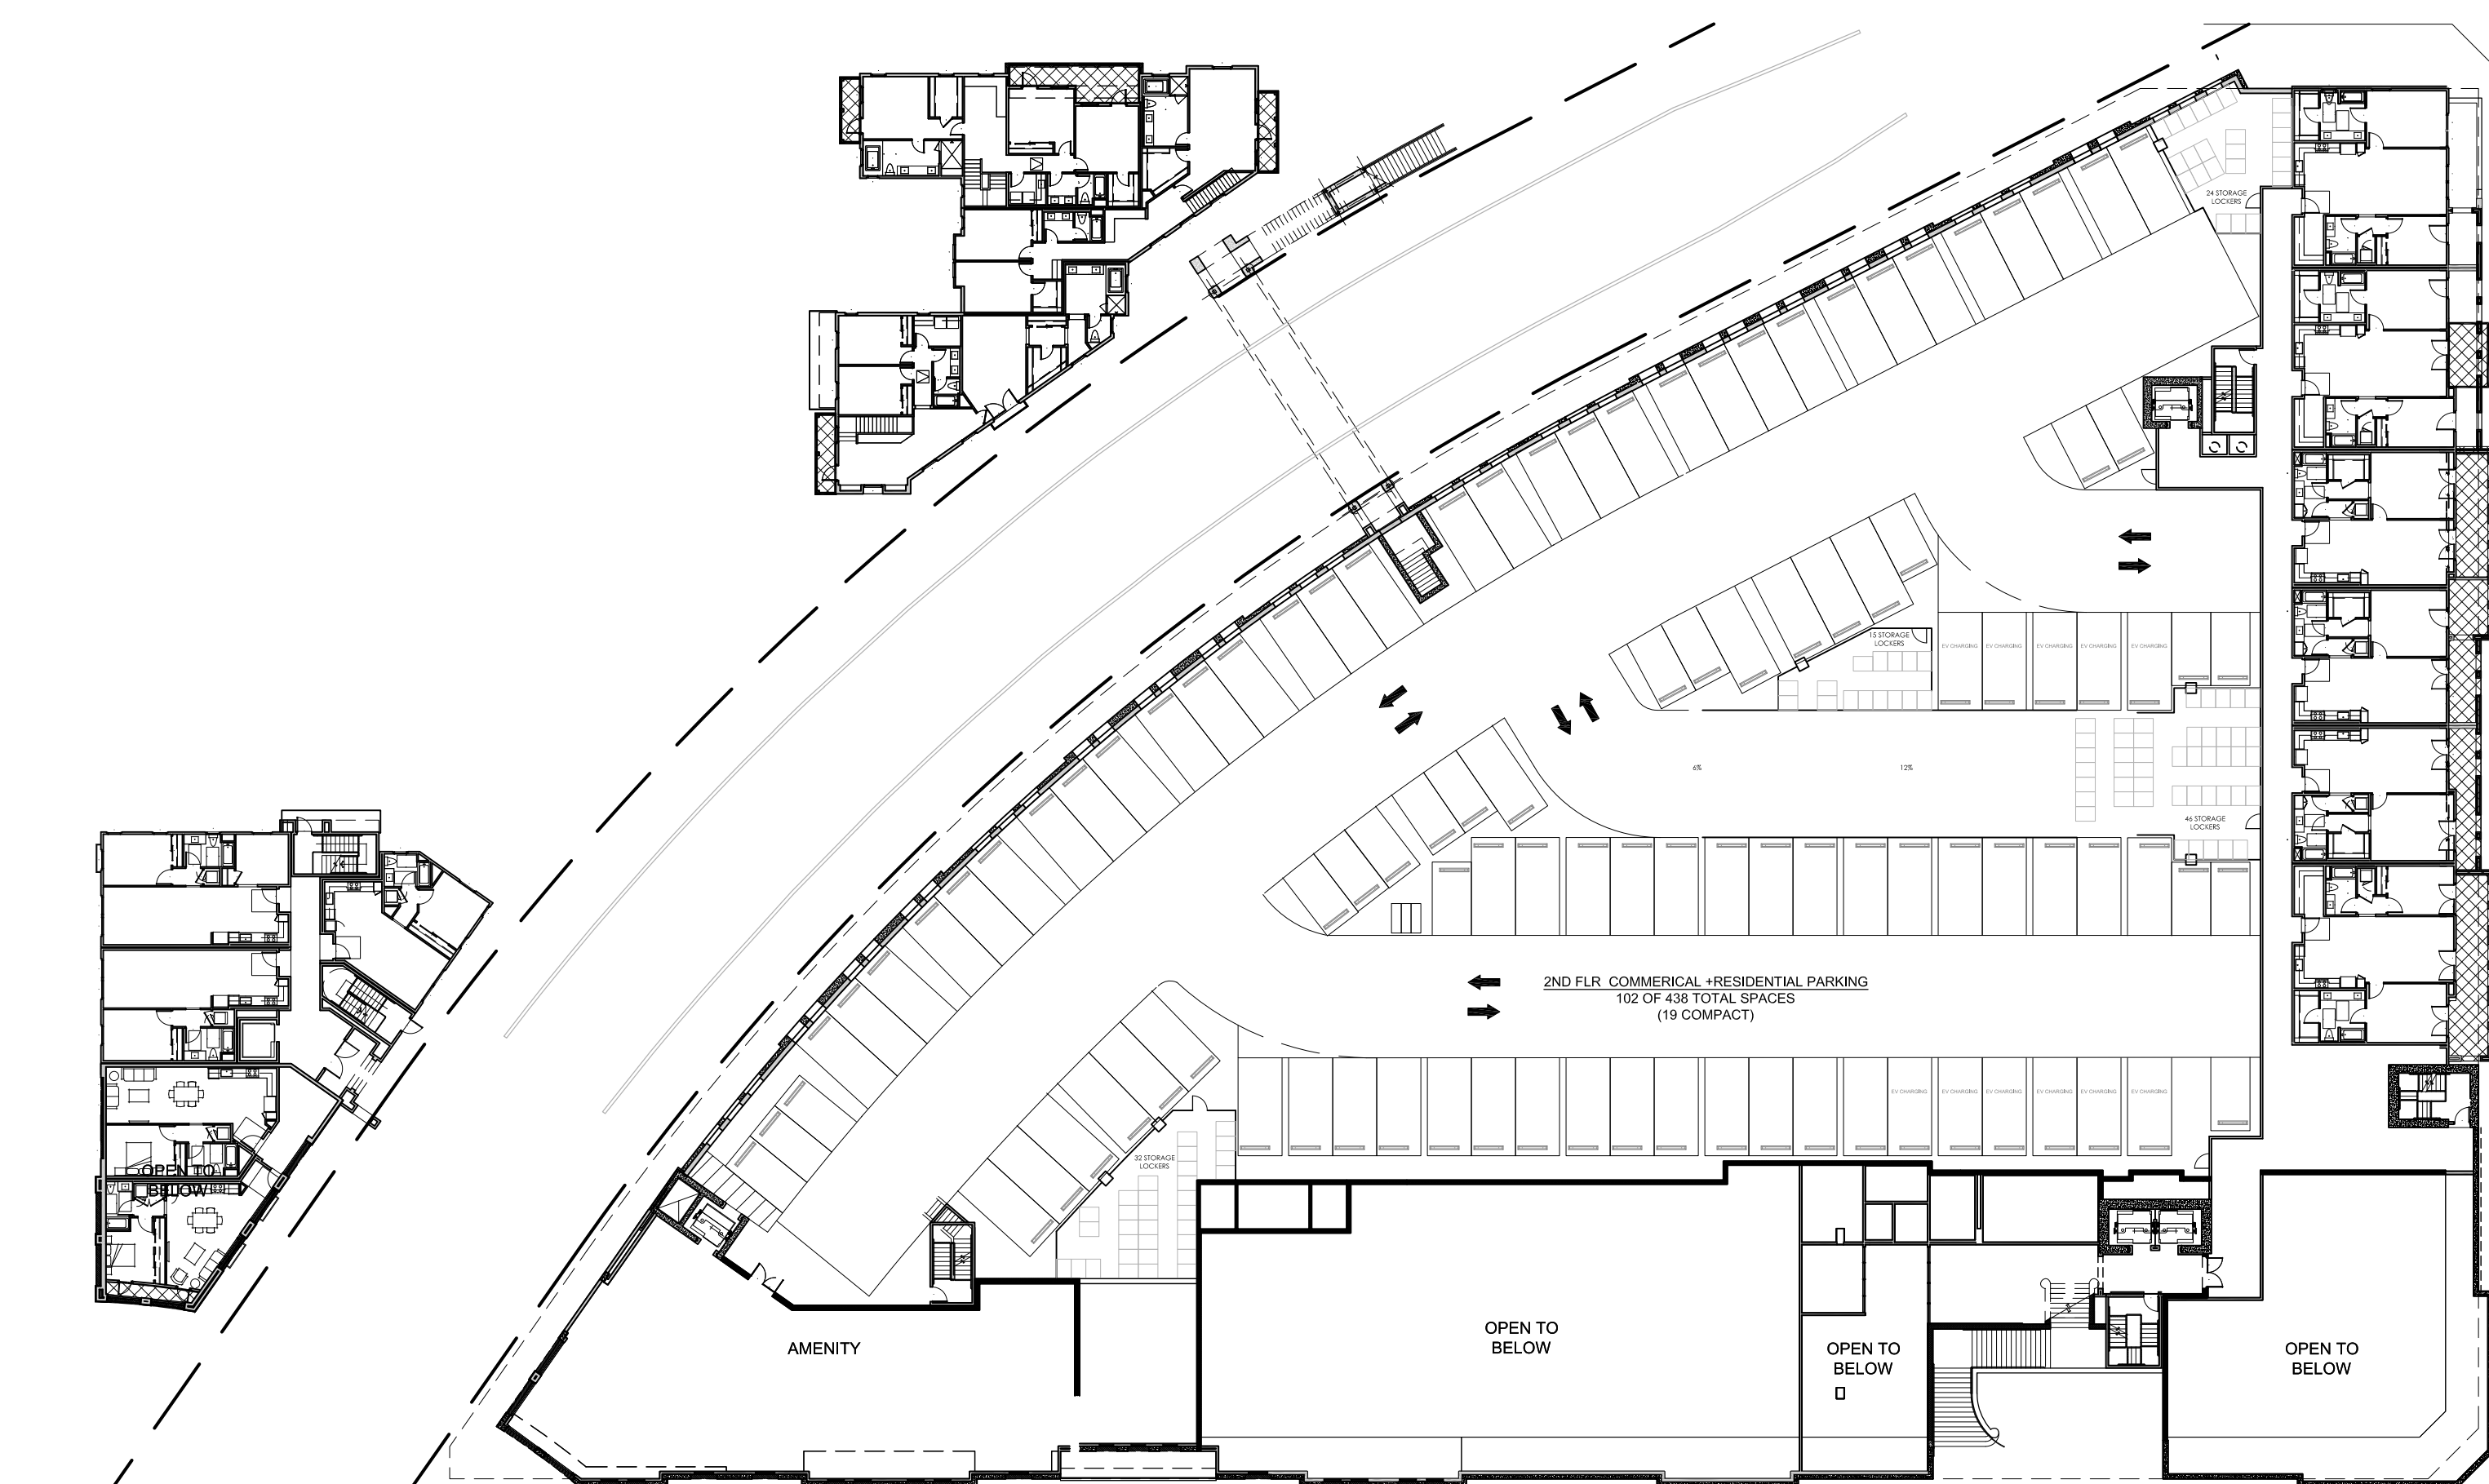 24 STORAGE
LOCKERS
15 STORAGE
LOCKERS
EV CHARGING
EV CHARGING
EV CHARGING
EV CHARGING
EV CHARGING
6%
12%
46 STORAGE
LOCKERS
2ND FLR COMMERICAL +RESIDENTIAL PARKING
102 OF 438 TOTAL SPACES
(19 COMPACT)
EV CHARGING
EV CHARGING
EV CHARGING
EV CHARGING
EV CHARGING
EV CHARGING
32 STORAGE
LOCKERS
OPEN TO
BELOW
AMENITY
OPEN TO
BELOW
OPEN TO
BELOW
OPEN TO
BELOW